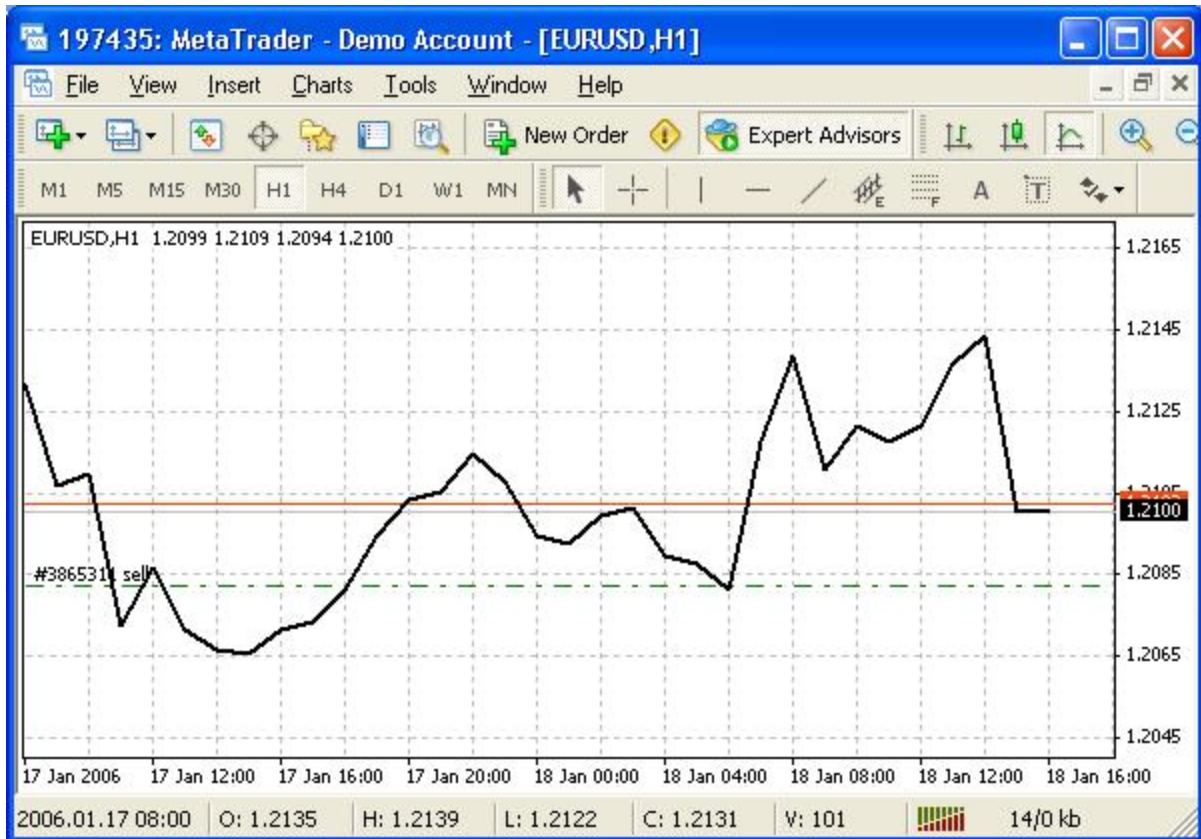 197435: MetaTrader - Demo Account - [EURUSD,H1]
File View Insert Charts Tools Window Help
New Order Expert Advisors
M1 M5 M15 M30 H1 H4 D1 W1 MN E F A T
EURUSD,H1 1.2099 1.2109 1.2094 1.2100
1.2165
1.2145
1.2125
1.2105
1.2100
#3865311 sell
1.2085
1.2065
1.2045
17 Jan 2006 17 Jan 12:00 17 Jan 16:00 17 Jan 20:00 18 Jan 00:00 18 Jan 04:00 18 Jan 08:00 18 Jan 12:00 18 Jan 16:00
2006.01.17 08:00 O: 1.2135 H: 1.2139 L: 1.2122 C: 1.2131 V: 101 14/0 kb